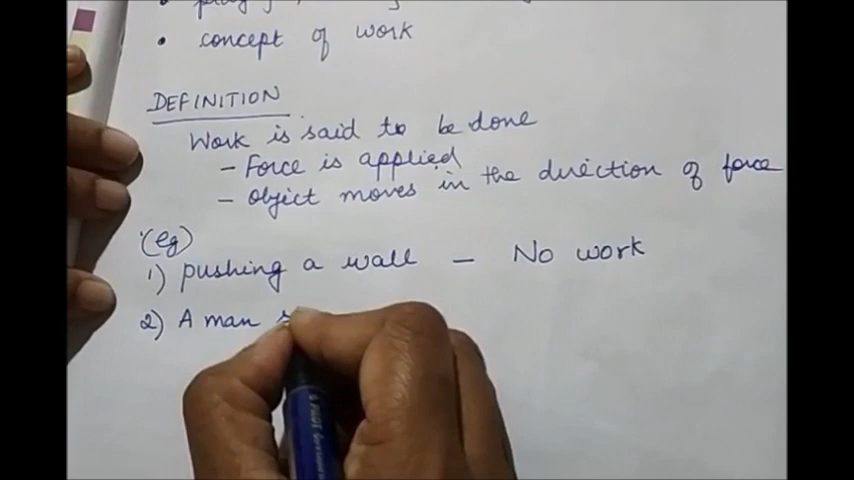 • concept of work
DEFINITION
Work is said to be done
- Force is applied
- Object moves in the direction of force
(eg)
1) pushing a wall - No work
2) A man